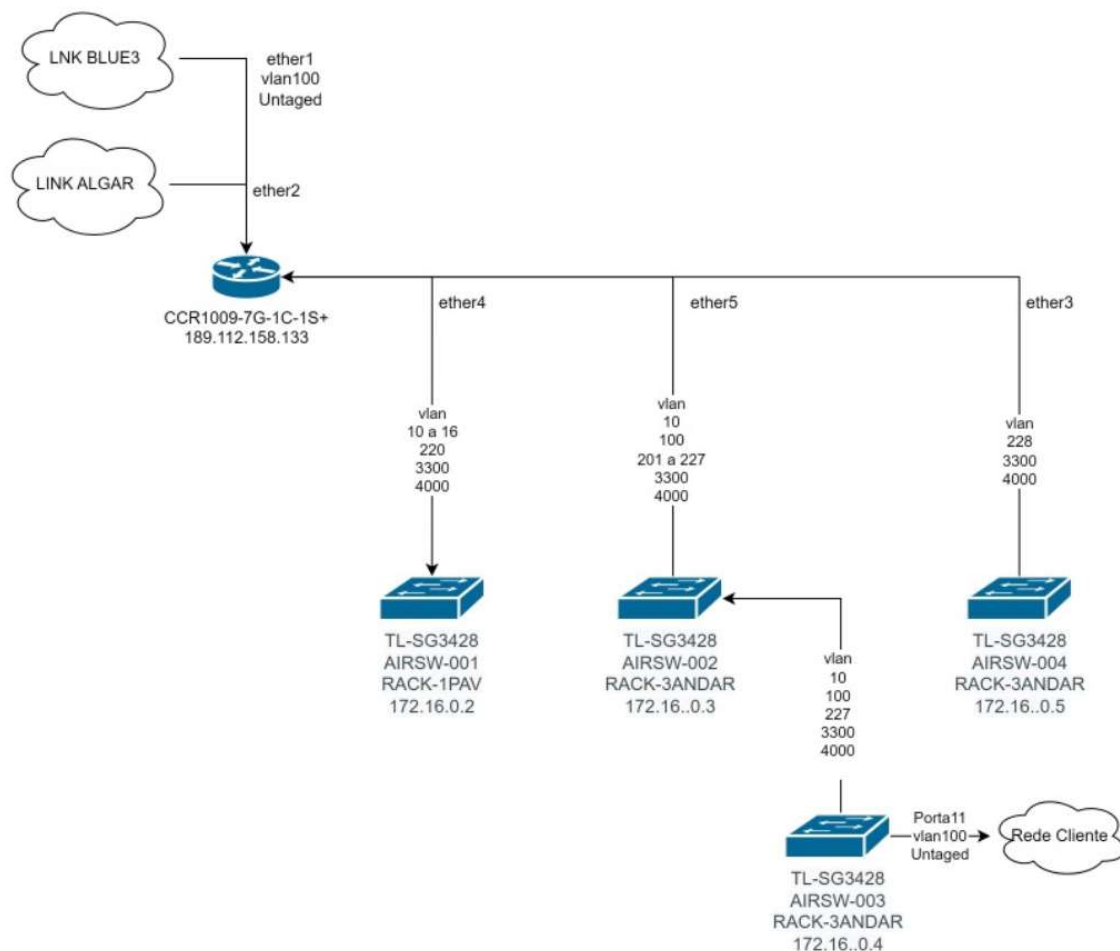 LNK BLUE3
ether1
vlan100
Untaged
LINK ALGAR
ether2
CCR1009-7G-1C-1S+
189.112.158.133
ether4
ether5
ether3
vlan
10 a 16
220
3300
4000
vlan
10
100
201 a 227
3300
4000
vlan
228
3300
4000
TL-SG3428
AIRSW-001
RACK-1PAV
172.16.0.2
TL-SG3428
AIRSW-002
RACK-3ANDAR
172.16..0.3
TL-SG3428
AIRSW-004
RACK-3ANDAR
172.16..0.5
vlan
10
100
227
3300
4000
Porta11
vlan100
Untaged
Rede Cliente
TL-SG3428
AIRSW-003
RACK-3ANDAR
172.16..0.4